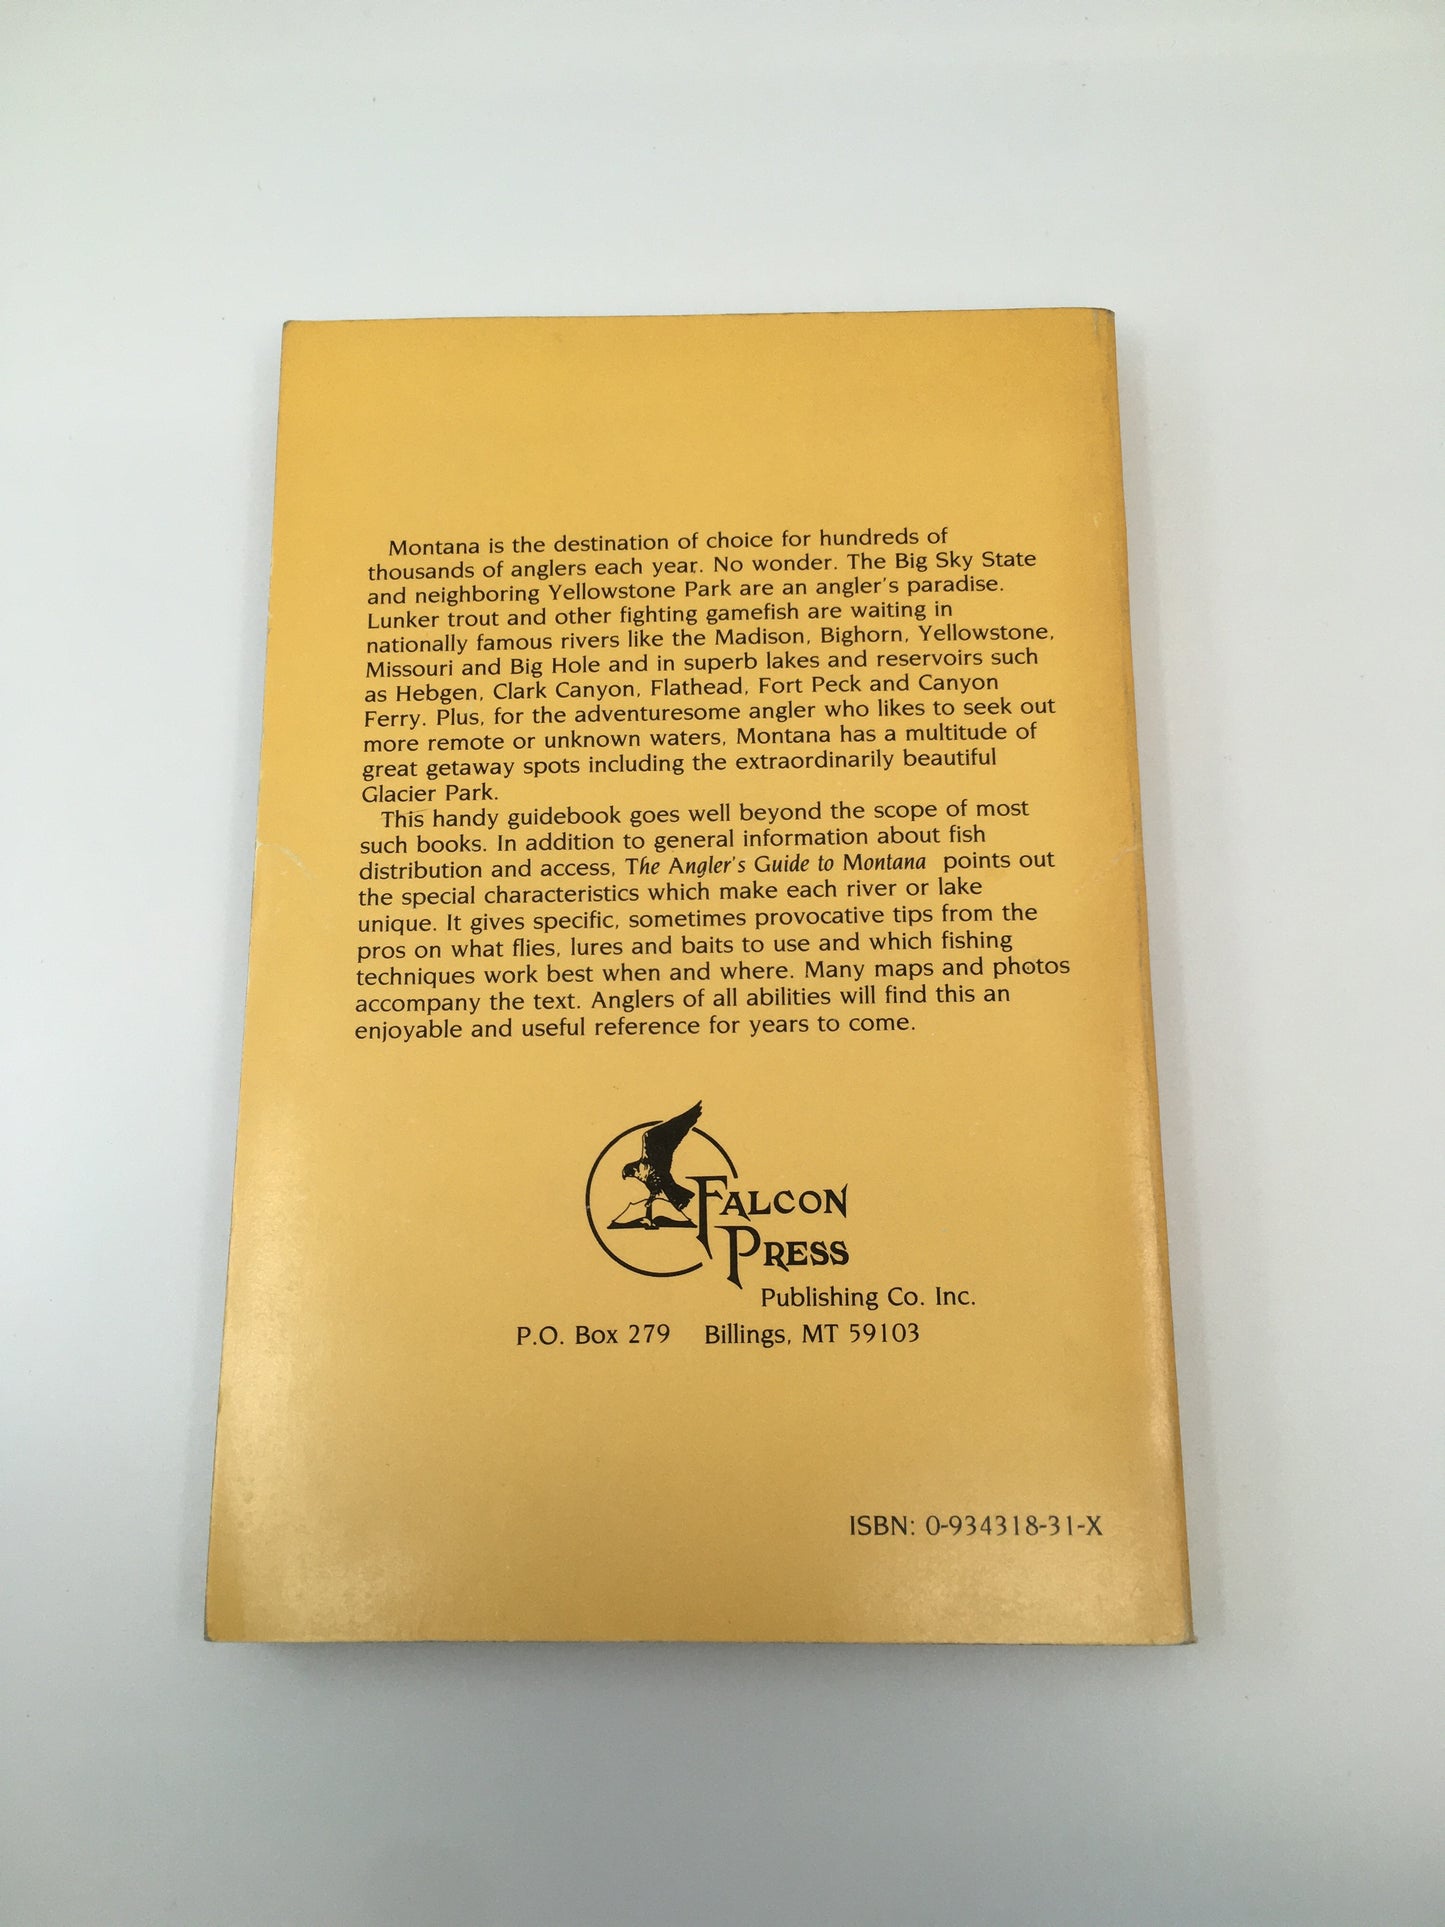 Montana is the destination of choice for hundreds of
thousands of anglers each year. No wonder. The Big Sky State
and neighboring Yellowstone Park are an angler's paradise.
Lunker trout and other fighting gamefish are waiting in
nationally famous rivers like the Madison, Bighorn, Yellowstone,
Missouri and Big Hole and in superb lakes and reservoirs such
as Hebgen, Clark Canyon, Flathead, Fort Peck and Canyon
Ferry. Plus, for the adventuresome angler who likes to seek out
more remote or unknown waters, Montana has a multitude of
great getaway spots including the extraordinarily beautiful
Glacier Park.
This handy guidebook goes well beyond the scope of most
such books. In addition to general information about fish
distribution and access, The Angler's Guide to Montana points out
the special characteristics which make each river or lake
unique. It gives specific, sometimes provocative tips from the
pros on what flies, lures and baits to use and which fishing
techniques work best when and where. Many maps and photos
accompany the text. Anglers of all abilities will find this an
enjoyable and useful reference for years to come.
FALCON
PRESS
Publishing Co. Inc.
P.O. Box 279 Billings, MT 59103
ISBN: 0-934318-31-X